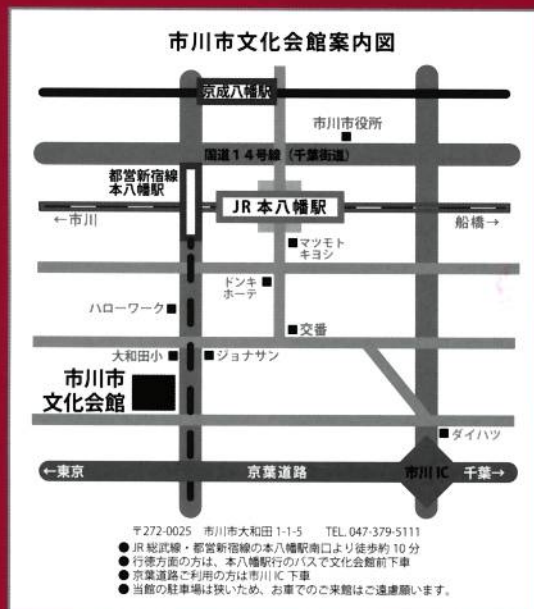 市川市文化会館案内図
京成八幡駅
市川市役所
国道14号線（千葉街道）
都営新宿線
本八幡駅
JR 本八幡駅
←市川
船橋→
マツモト
キヨシ
ドンキ
ホーテ
ハローワーク
交番
大和田小
ジョナサン
市川市
文化会館
ダイハツ
←東京
京葉道路
市川 IC
千葉→
〒272-0025　市川市大和田 1-1-5　TEL. 047-379-5111
● JR 総武線・都営新宿線の本八幡駅南口より徒歩約 10 分
● 行徳方面の方は、本八幡駅行のバスで文化会館前下車
● 京葉道路ご利用の方は市川 IC 下車
● 当館の駐車場は狭いため、お車でのご来館はご遠慮願います。